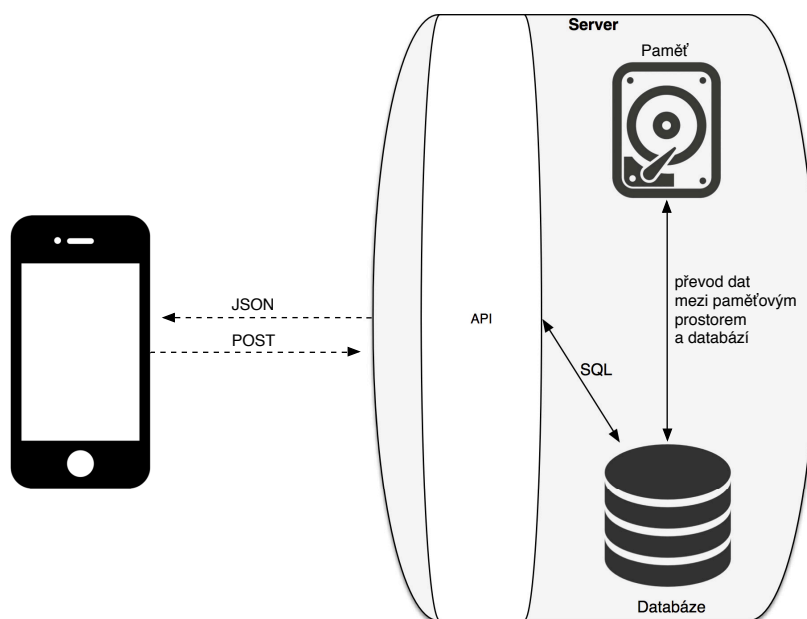 Server
Paměť
JSON
POST
API
SQL
převod dat
mezi paměťovým
prostorem
a databází
Databáze